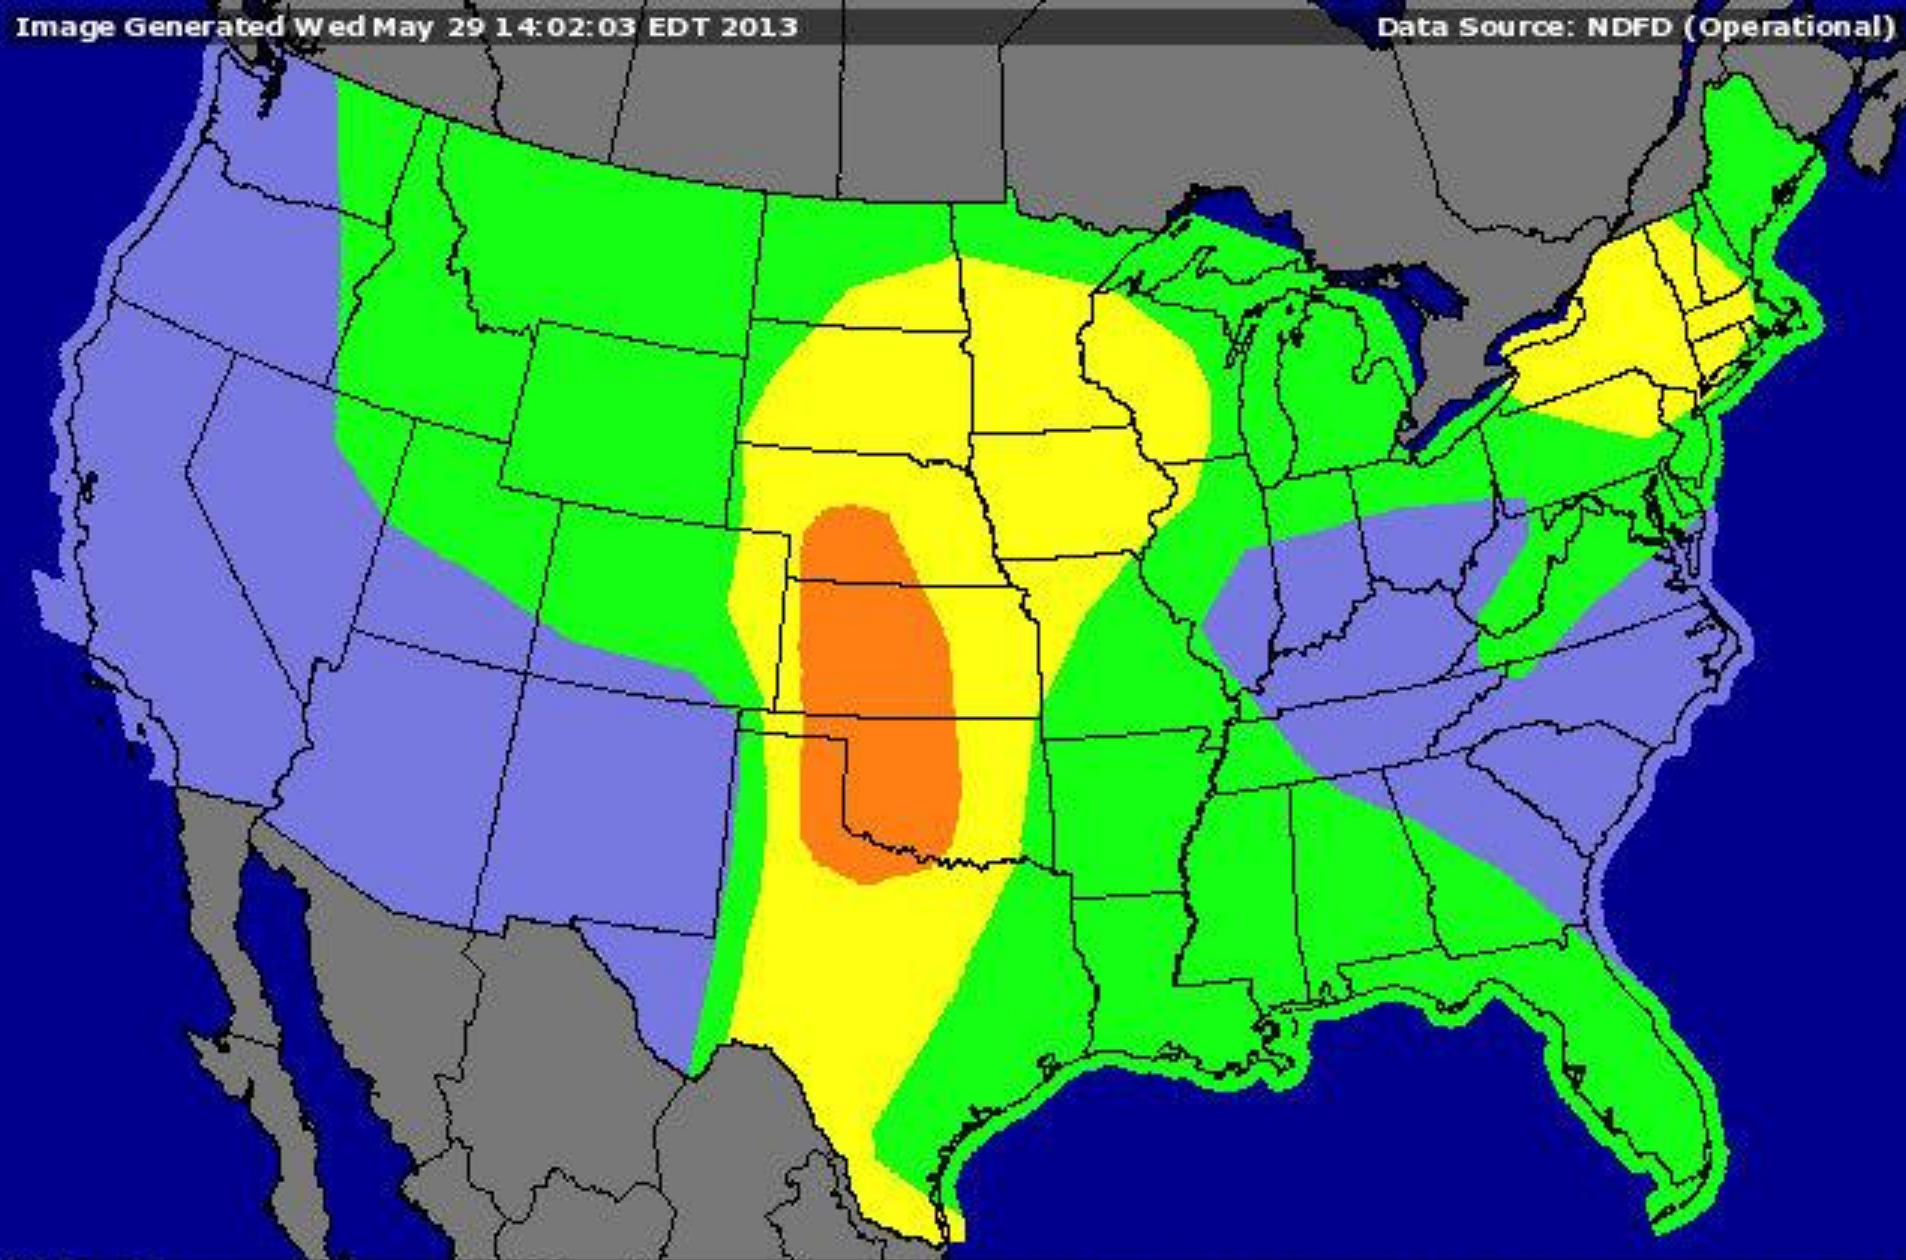 Image Generated Wed May 29 14:02:03 EDT 2013
Data Source: NDFD (Operational)